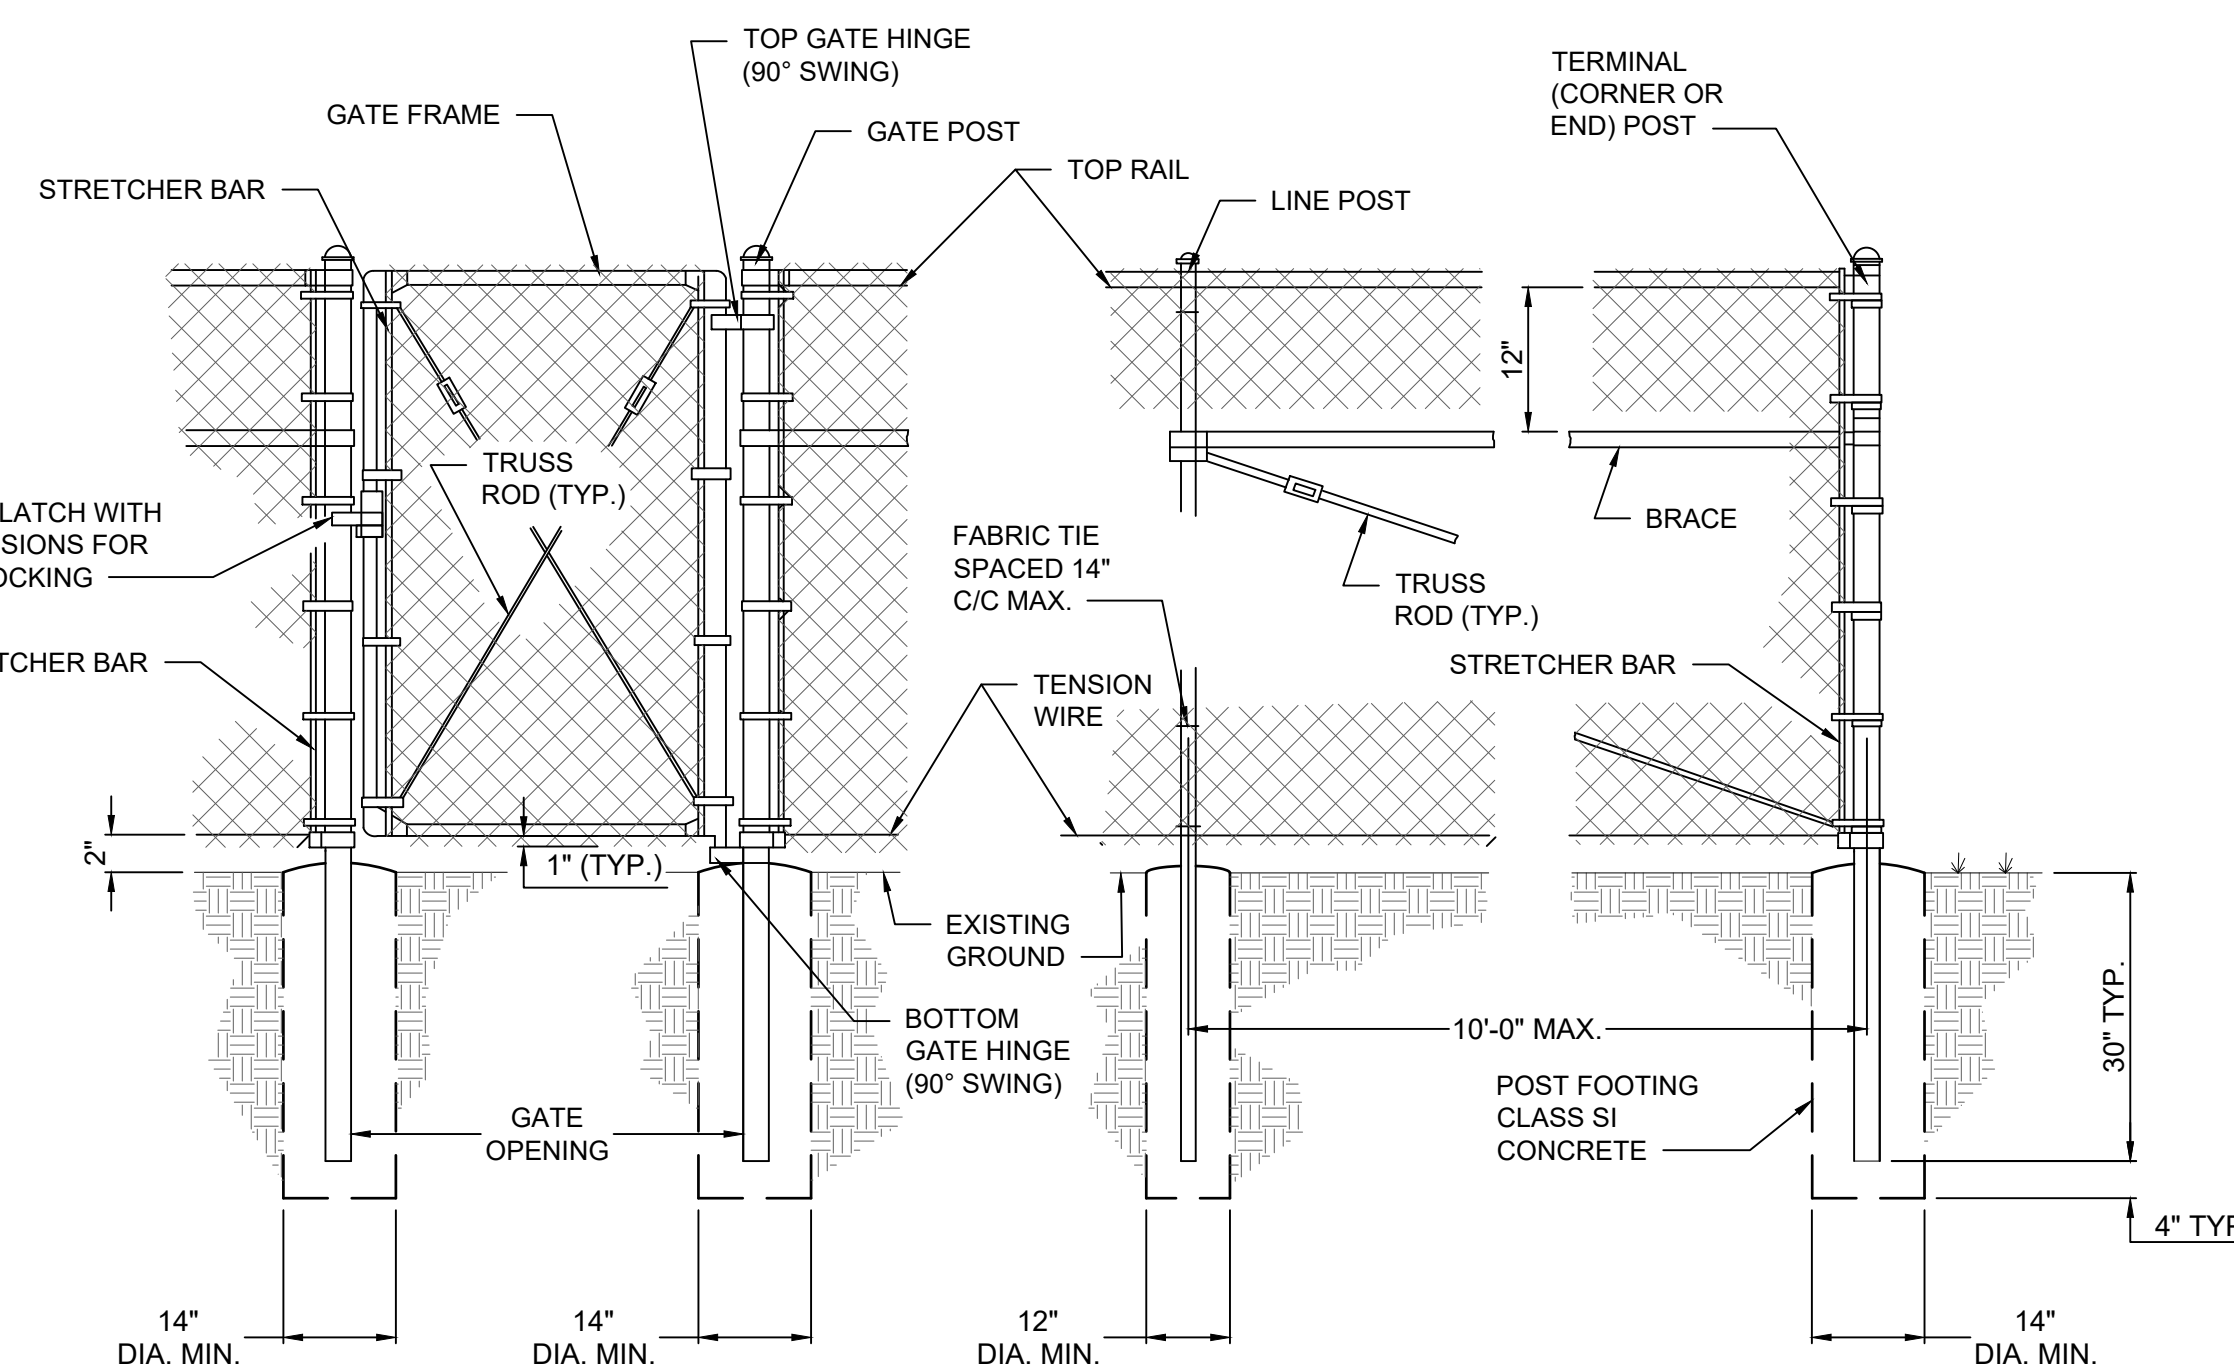 TOP GATE HINGE
(90° SWING)
GATE FRAME
GATE POST
STRETCHER BAR
TOP RAIL
LINE POST
TERMINAL
(CORNER OR
END) POST
12"
TRUSS
ROD (TYP.)
LATCH WITH
SIONS FOR
OCKING
FABRIC TIE
SPACED 14"
C/C MAX.
BRACE
TRUSS
ROD (TYP.)
TCHER BAR
STRETCHER BAR
TENSION
WIRE
2"
1" (TYP.)
EXISTING
GROUND
BOTTOM
GATE HINGE
(90° SWING)
10'-0" MAX.
30" TYP.
GATE
OPENING
POST FOOTING
CLASS SI
CONCRETE
4" TYP
14"
DIA. MIN.
14"
DIA. MIN.
12"
DIA. MIN.
14"
DIA. MIN.